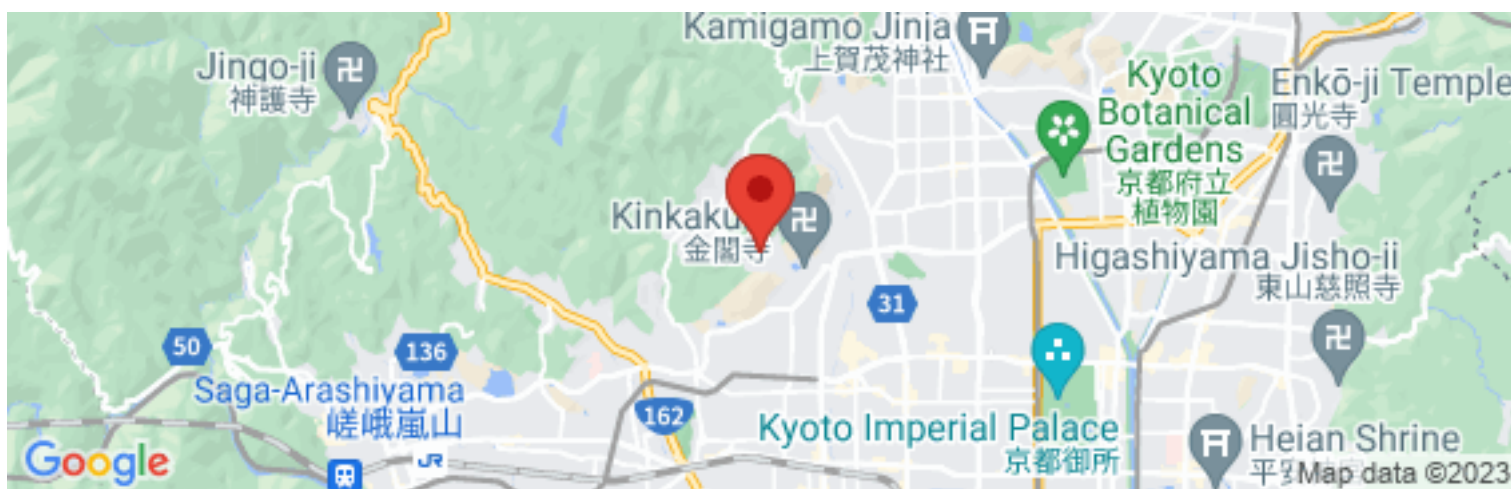 Kamigamo Jinja
上賀茂神社
Jingo-ji
神護寺
Kyoto
Botanical
Gardens
京都府立
植物園
Enkō-ji Temple
圓光寺
Kinkaku
金閣寺
Higashiyama Jisho-ji
東山慈照寺
31
50
136
Saga-Arashiyama
嵯峨嵐山
162
Kyoto Imperial Palace
京都御所
Heian Shrine
平
JR
Google
Map data ©2023